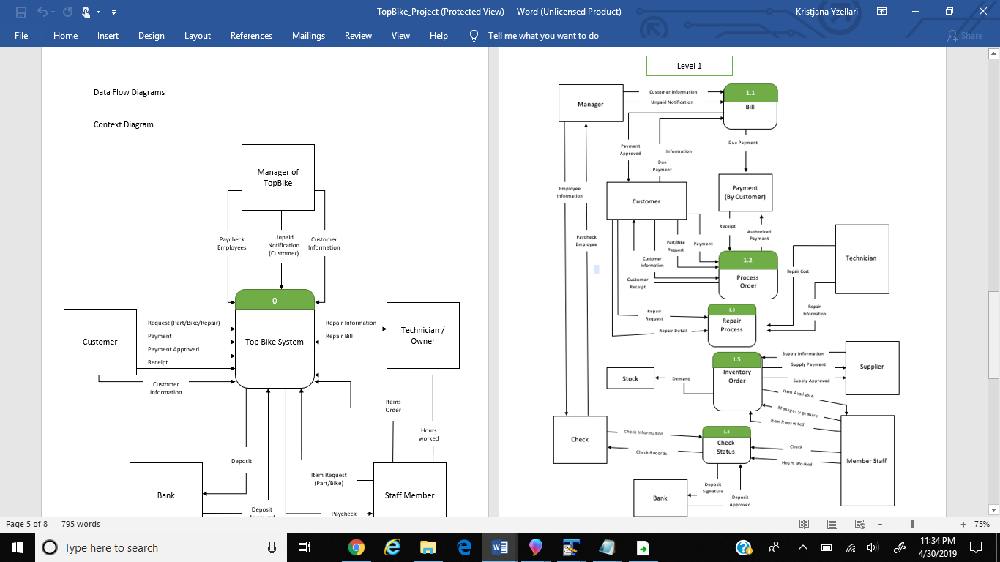 TopBike_Project (Protected View) - Word (Unlicensed Product)
Kristjana Yzellari
File Home Insert Design Layout References Mailings Review View Help Tell me what you want to do Share
Data Flow Diagrams
Context Diagram
Manager of
TopBike
Paycheck
Employees
Unpaid
Notification
(Customer)
Customer
Information
0
Top Bike System
Customer
Request (Part/Bike/Repair)
Payment
Payment Approved
Receipt
Customer
Information
Repair Information
Repair Bill
Technician /
Owner
Items
Order
Hours
worked
Deposit
Item Request
(Part/Bike)
Bank
Deposit
Paycheck
Staff Member
Level 1
Manager
Customer information
Unpaid Notification
1.1
Bill
Payment
Approved
Information
Due
Payment
Due Payment
Employee
Information
Customer
Payment
(By Customer)
Paycheck
Employee
Receipt
Authorized
Payment
Part/Bike
Request
Payment
Customer
Information
Customer
Receipt
1.2
Process
Order
Technician
Repair Cost
Repair
Information
Repair
Request
Repair Detail
1.3
Repair
Process
Supply Information
Supply Payment
Supply Approved
Supplier
1.5
Inventory
Order
Stock
Demand
Item Available
Manager Signature
Item Requested
Check
Check Information
Check Records
1.4
Check
Status
Check
Hours Worked
Member Staff
Deposit
Signature
Deposit
Approved
Bank
Page 5 of 8 795 words
75%
Type here to search
11:34 PM
4/30/2019